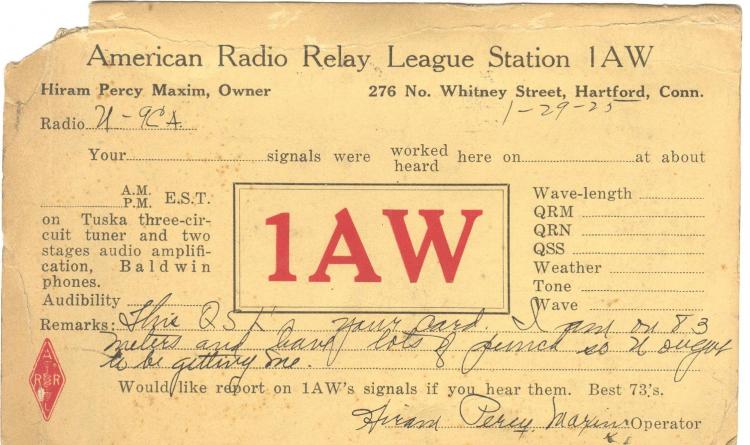 American Radio Relay League Station 1AW
Hiram Percy Maxim, Owner 276 No. Whitney Street, Hartford, Conn.
1-29-25
Radio U-9CA
Your signals were worked heard here on at about
A.M.
P.M. E.S.T.
on Tuska three-cir-
cuit tuner and two
stages audio amplifi-
cation, Baldwin
phones.
Audibility
1AW
Wave-length
QRM
QRN
QSS
Weather
Tone
Wave
Remarks: This QSL's your card. I am on 83
meters and have lots of punch so U ought
to be getting me.
A
R R
L
Would like report on 1AW's signals if you hear them. Best 73's.
Hiram Percy Maxim Operator